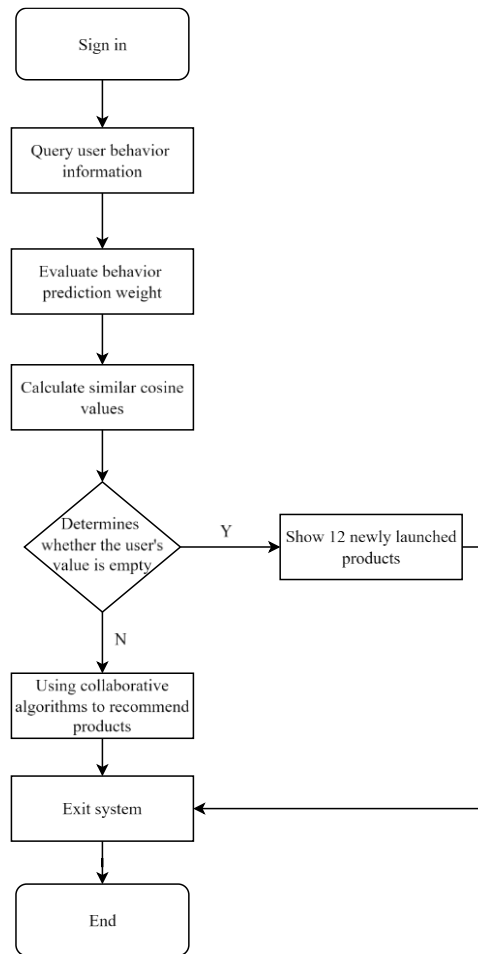 Sign in
Query user behavior
information
Evaluate behavior
prediction weight
Calculate similar cosine
values
Determines
whether the user's
value is empty
Y
Show 12 newly launched
products
N
Using collaborative
algorithms to recommend
products
Exit system
End